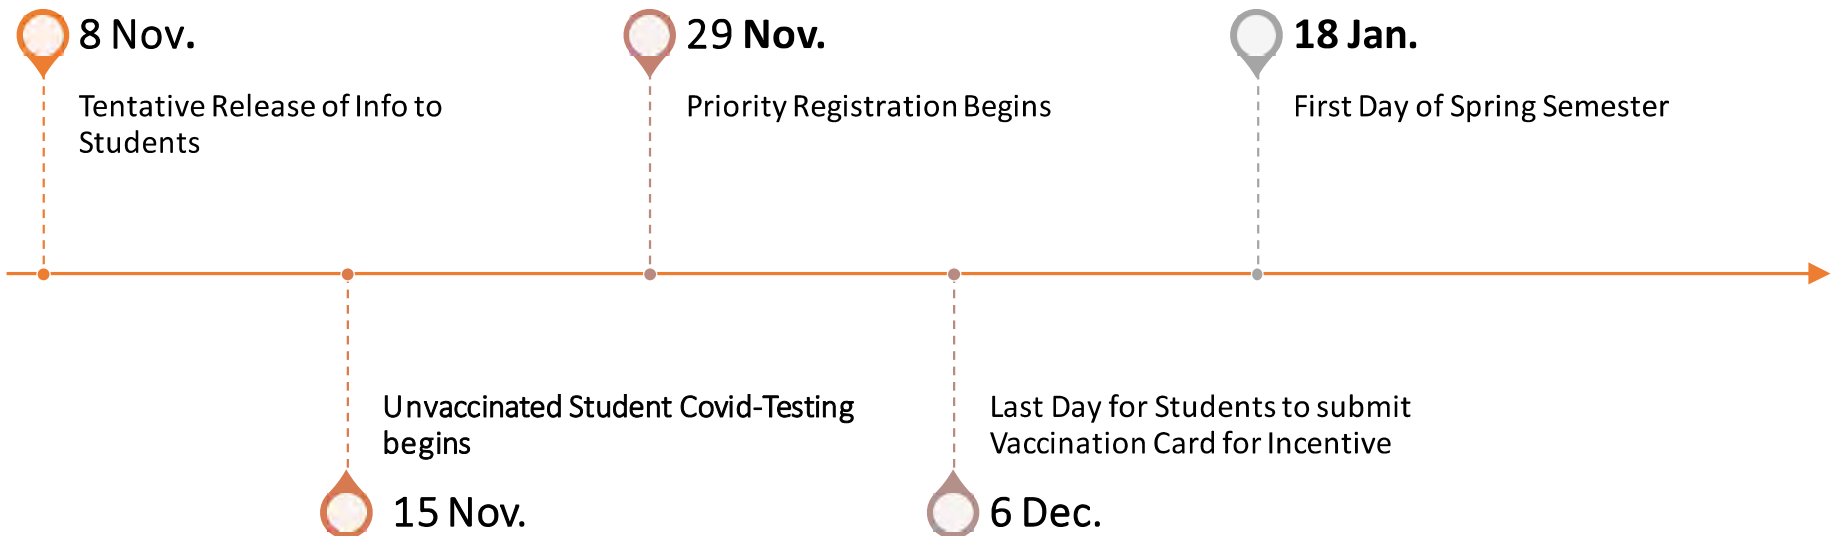 8 Nov.
Tentative Release of Info to
Students
29 Nov.
Priority Registration Begins
18 Jan.
First Day of Spring Semester
Unvaccinated Student Covid-Testing
begins
15 Nov.
Last Day for Students to submit
Vaccination Card for Incentive
6 Dec.